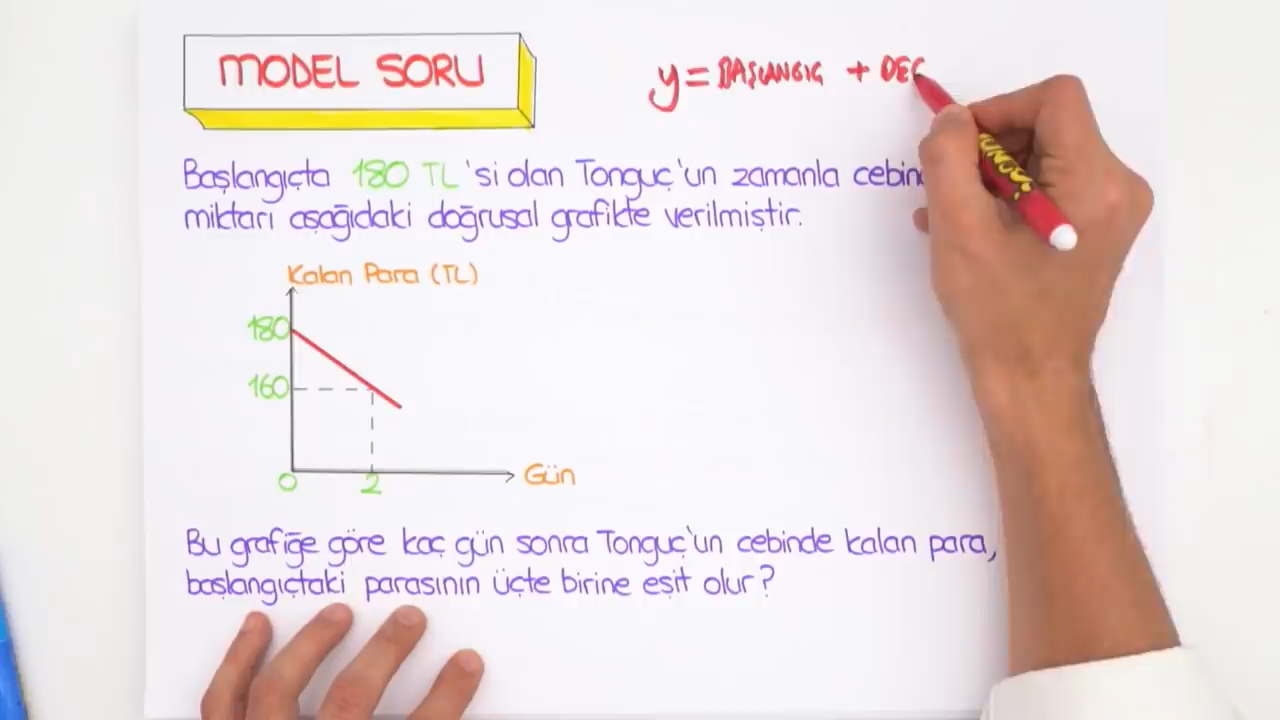 MODEL SORU
y = BAŞLANGIÇ + DEĞ
Başlangıçta 180 TL'si olan Tonguç'un zamanla
miktarı aşağıdaki doğrusal grafikte verilmiştir.
Kalan Para (TL)
180
160
0 2
Gün
Bu grafiğe göre kaç gün sonra Tonguç'un cebinde kalan para,
başlangıçtaki parasının üçte birine eşit olur?